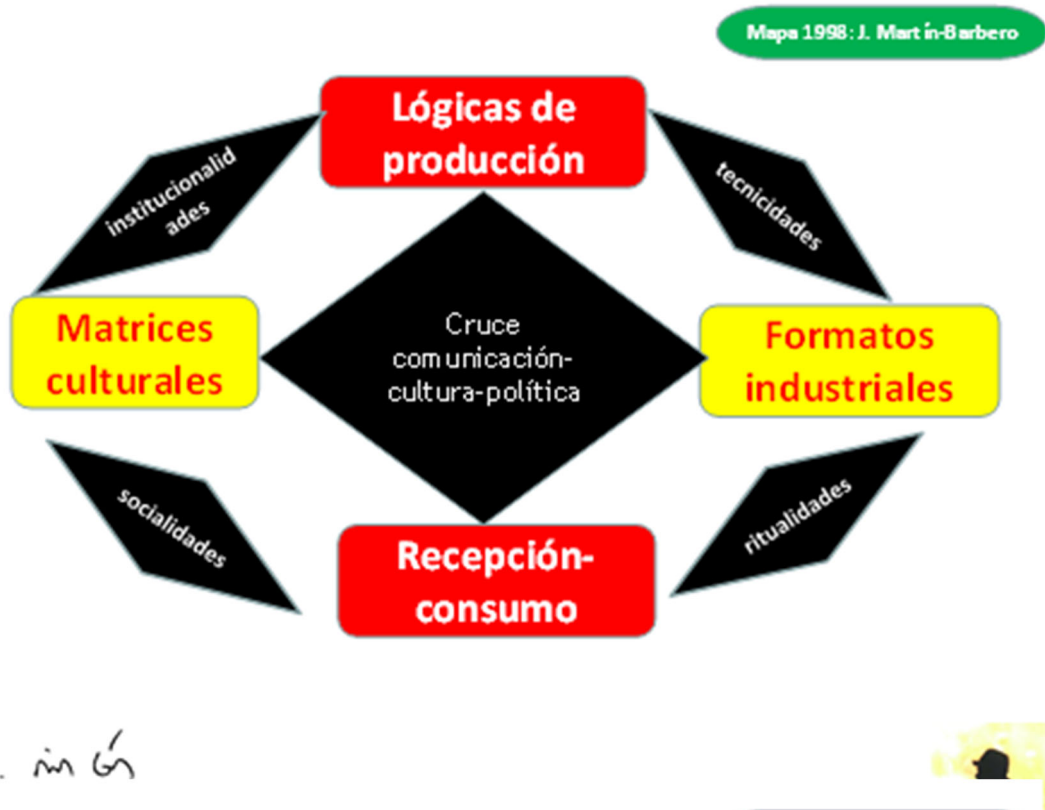 Mapa 1998: J. Martín-Barbero
Lógicas de
producción
institucionalid
ades
tecnicidades
Matrices
culturales
Cruce
comunicación-
cultura-política
Formatos
industriales
socialidades
ritualidades
Recepción-
consumo